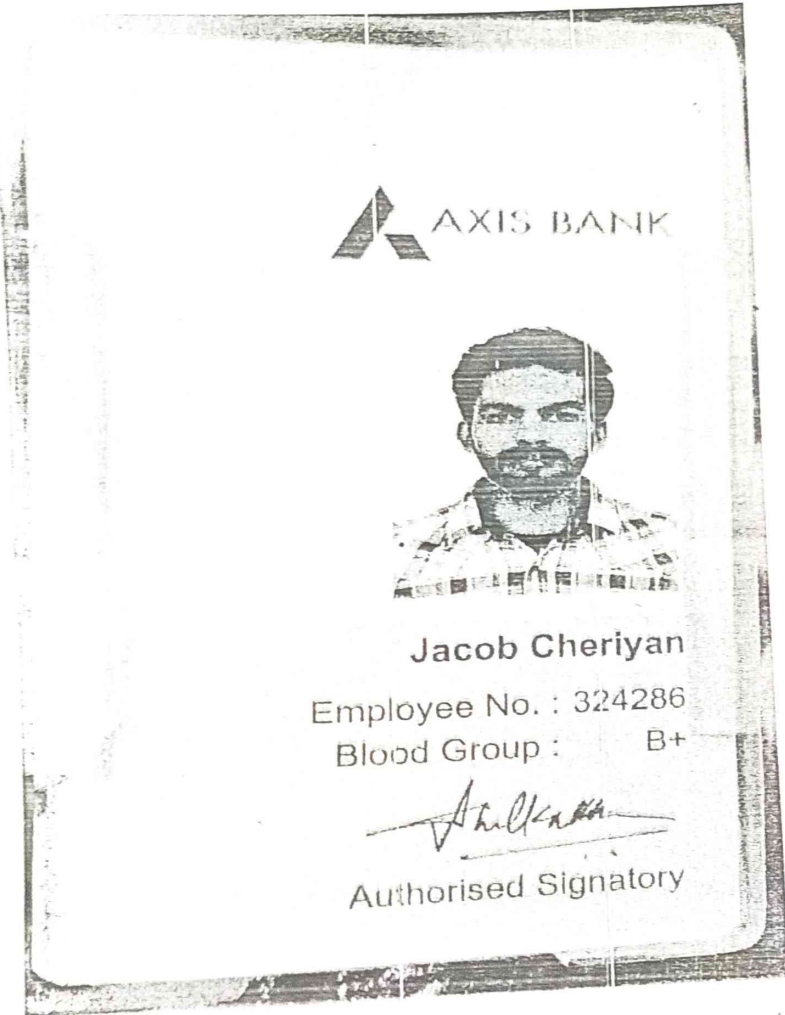 AXIS BANK
Jacob Cheriyan
Employee No. : 324286
Blood Group : B+
Authorised Signatory